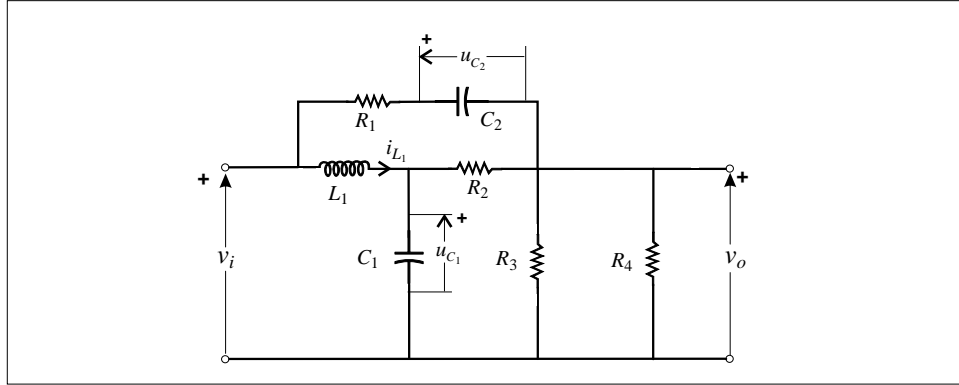 +
u_{C_2}
R_1
C_2
i_{L_1}
+
L_1
R_2
+
+
v_i
C_1
u_{C_1}
R_3
R_4
v_o